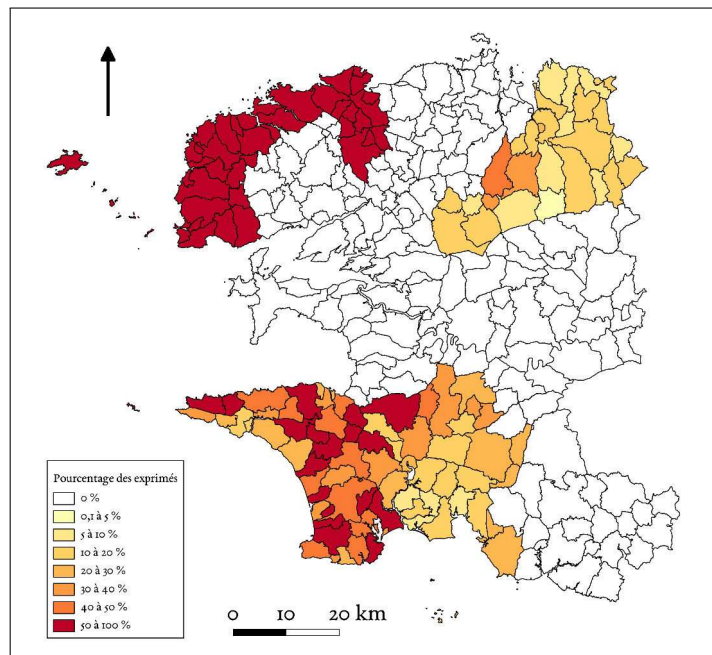 Pourcentage des exprimés
0 %
0,1 à 5 %
5 à 10 %
10 à 20 %
20 à 30 %
30 à 40 %
40 à 50 %
50 à 100 %
0 10 20 km